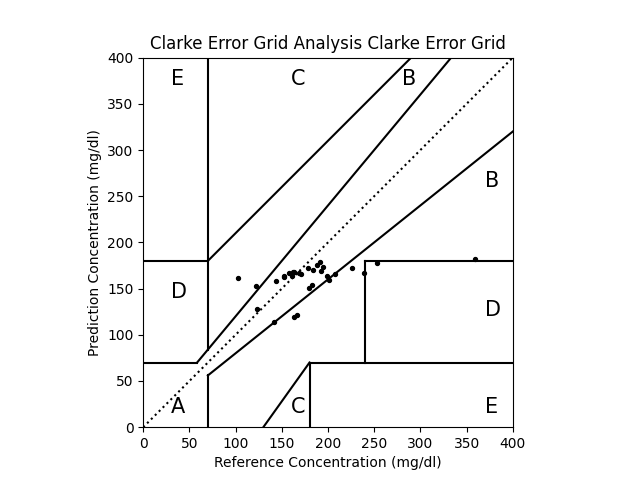 Clarke Error Grid Analysis Clarke Error Grid
400
350
300
250
200
150
100
50
0
Prediction Concentration (mg/dl)
E C B
B
D
D
A C E
0 50 100 150 200 250 300 350 400
Reference Concentration (mg/dl)